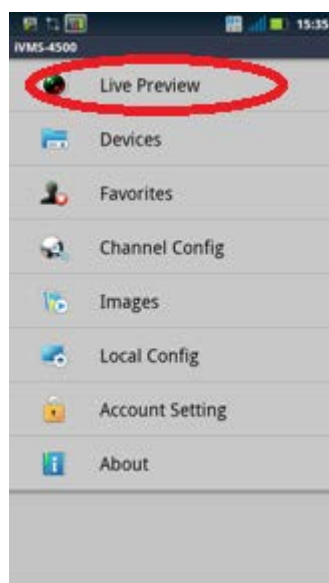 15:35
iVMS-4500
Live Preview
Devices
Favorites
Channel Config
Images
Local Config
Account Setting
About